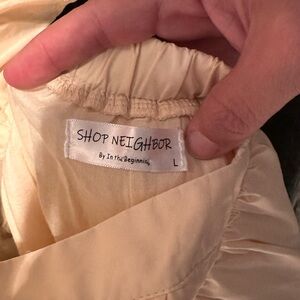 SHOP NEIGHBOR
By In The Beginning
L